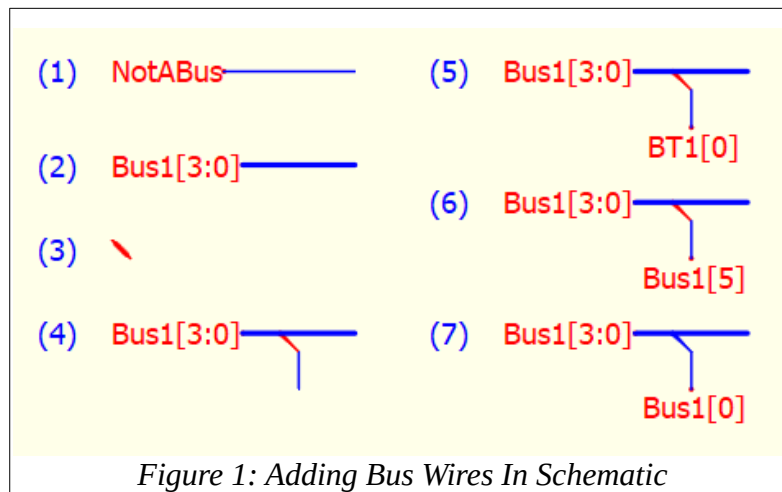 (1) NotABus
(2) Bus1[3:0]
(3)
(4) Bus1[3:0]
(5) Bus1[3:0]
BT1[0]
(6) Bus1[3:0]
Bus1[5]
(7) Bus1[3:0]
Bus1[0]
Figure 1: Adding Bus Wires In Schematic